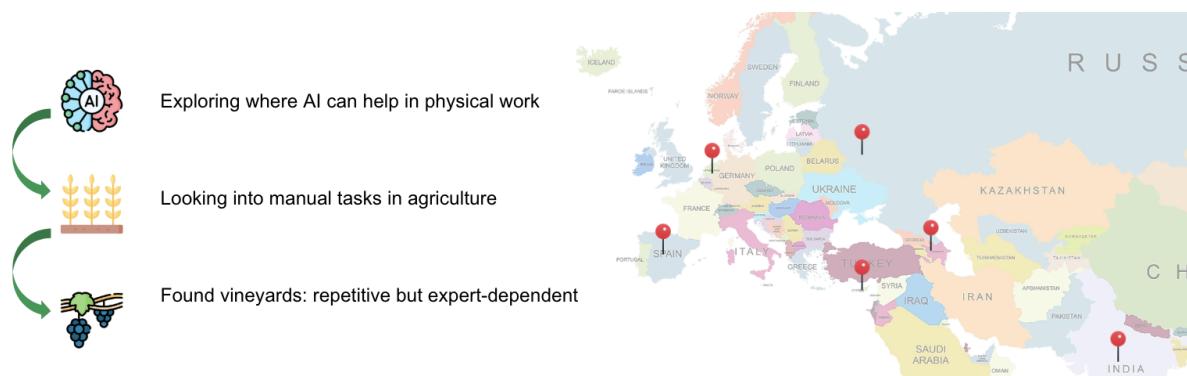 AI
Exploring where AI can help in physical work
Looking into manual tasks in agriculture
Found vineyards: repetitive but expert-dependent
ICELAND
FAROE ISLANDS
SWEDEN
FINLAND
NORWAY
RUSS
ESTONIA
LATVIA
LITHUANIA
UNITED
KINGDOM
BELARUS
POLAND
GERMANY
UKRAINE
KAZAKHSTAN
FRANCE
MOLDOVA
ROMANIA
UZBEKISTAN
ITALY
SPAIN
PORTUGAL
GREECE
TURKEY
TURKMENISTAN
TAJIKISTAN
CH
SYRIA
IRAQ
IRAN
AFGHANISTAN
PAKISTAN
SAUDI
ARABIA
OMAN
INDIA